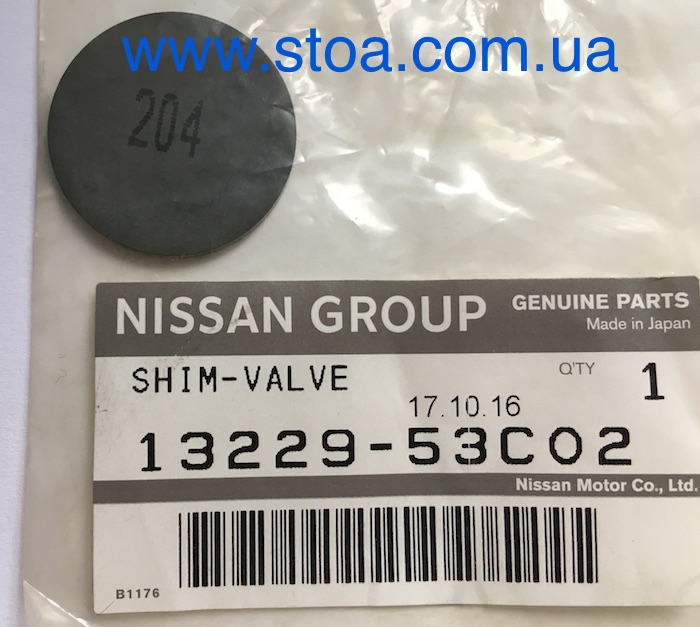 www.stoa.com.ua
204
NISSAN GROUP GENUINE PARTS
Made in Japan
SHIM-VALVE Q'TY 1
17.10.16
13229-53C02
Nissan Motor Co., Ltd.
B1176